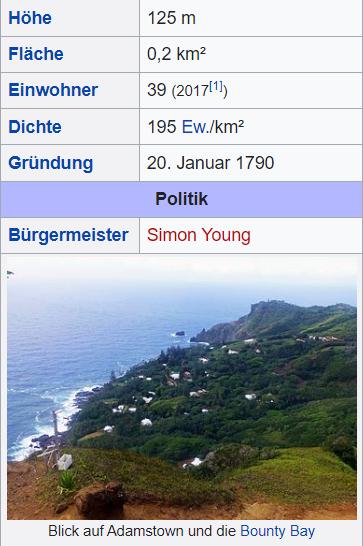 Höhe 125 m
Fläche 0,2 km²
Einwohner 39 (2017[1])
Dichte 195 Ew./km²
Gründung 20. Januar 1790
Politik
Bürgermeister Simon Young
Blick auf Adamstown und die Bounty Bay